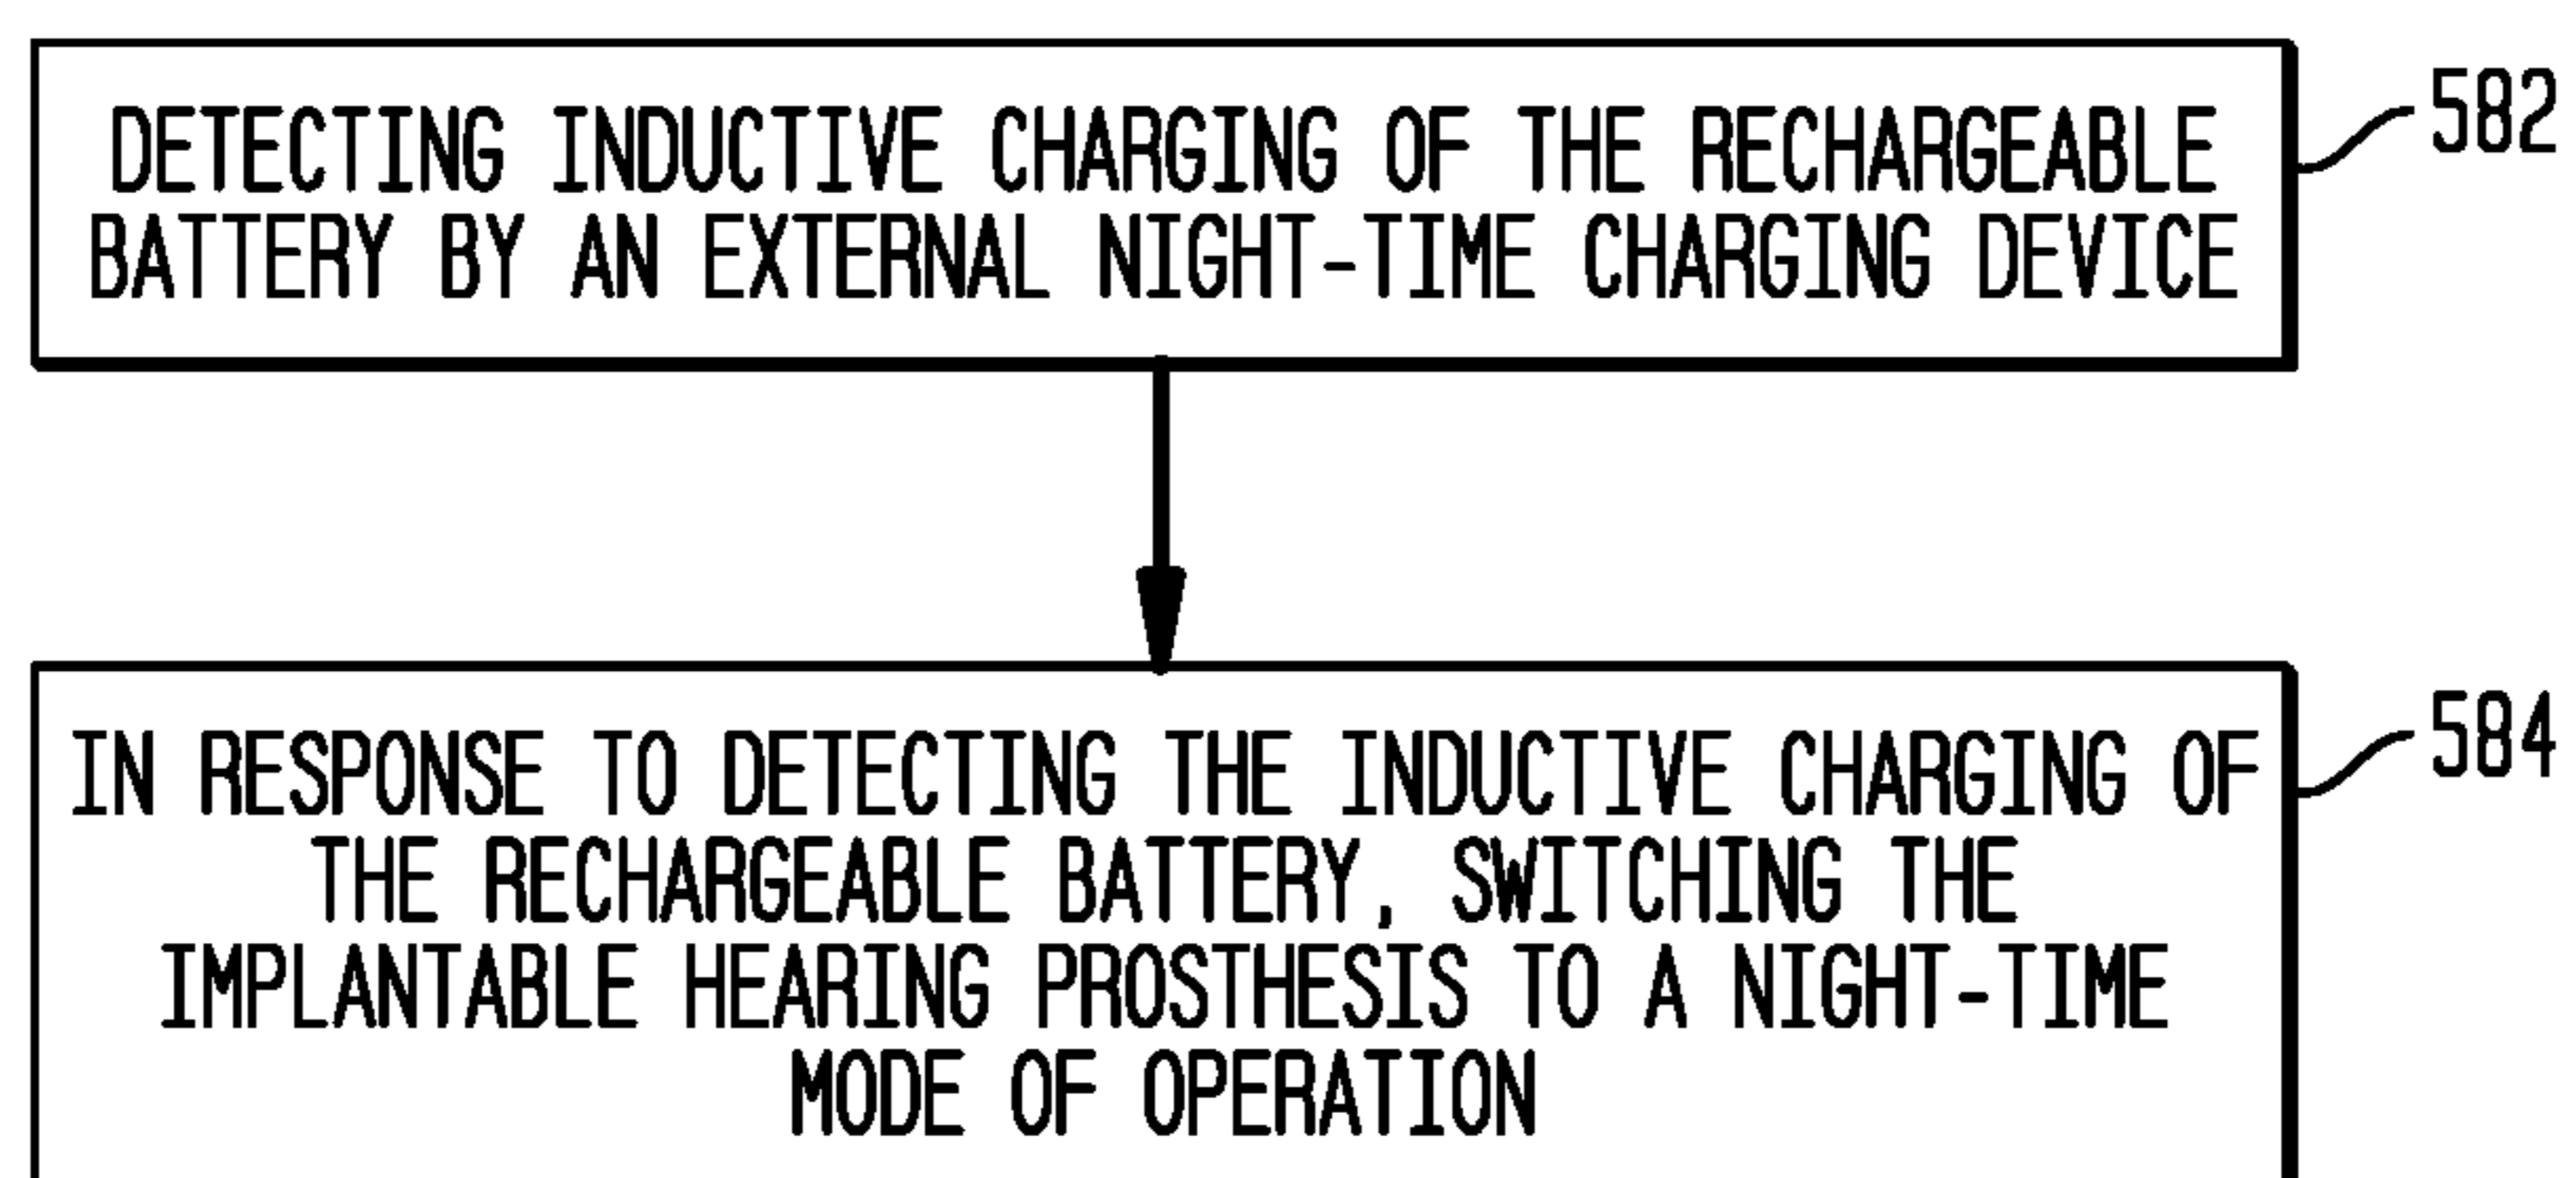 DETECTING INDUCTIVE CHARGING OF THE RECHARGEABLE
BATTERY BY AN EXTERNAL NIGHT-TIME CHARGING DEVICE
582
IN RESPONSE TO DETECTING THE INDUCTIVE CHARGING OF
THE RECHARGEABLE BATTERY, SWITCHING THE
IMPLANTABLE HEARING PROSTHESIS TO A NIGHT-TIME
MODE OF OPERATION
584